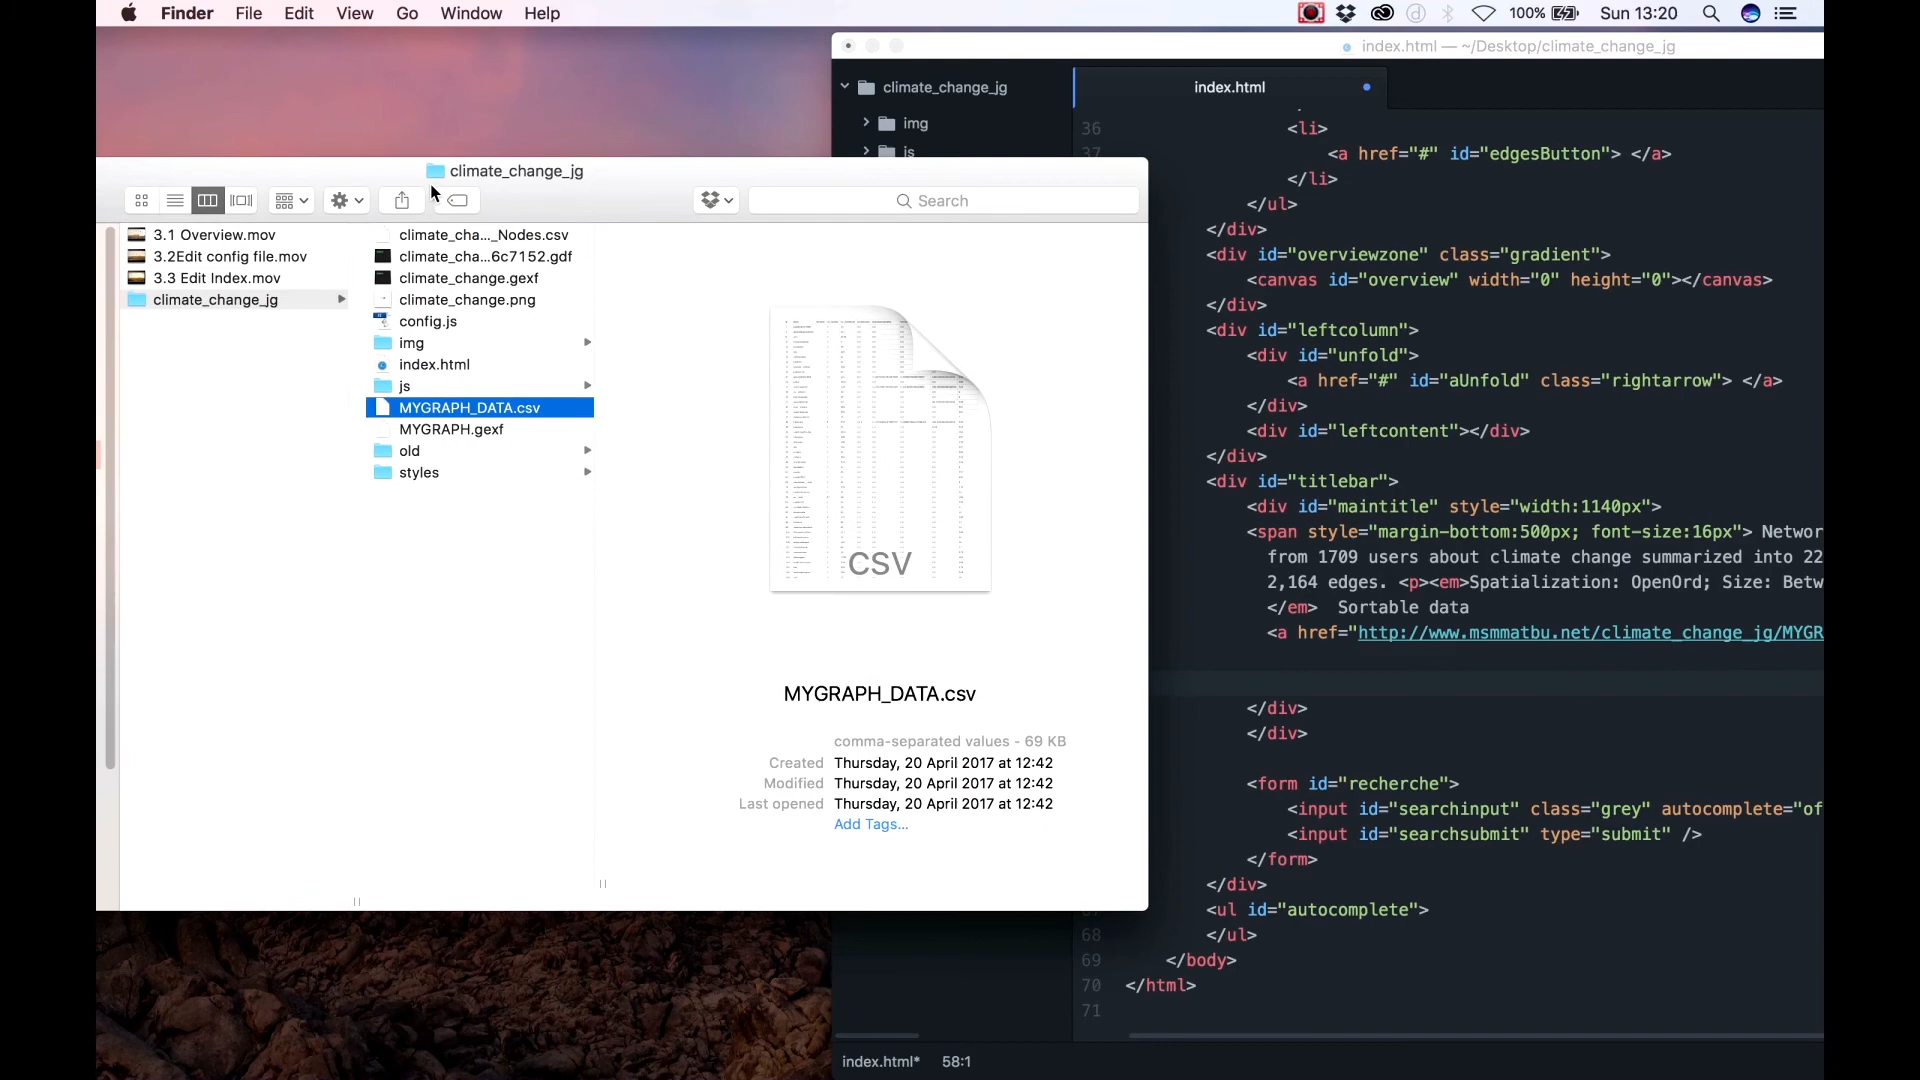 Finder File Edit View Go Window Help
100% Sun 13:20
index.html — ~/Desktop/climate_change_jg
climate_change_jg
img
js
index.html
climate_change_jg
Search
3.1 Overview.mov
3.2Edit config file.mov
3.3 Edit Index.mov
climate_change_jg
climate_cha..._Nodes.csv
climate_cha...6c7152.gdf
climate_change.gexf
climate_change.png
config.js
img
index.html
js
MYGRAPH_DATA.csv
MYGRAPH.gexf
old
styles
CSV
MYGRAPH_DATA.csv
comma-separated values - 69 KB
Created Thursday, 20 April 2017 at 12:42
Modified Thursday, 20 April 2017 at 12:42
Last opened Thursday, 20 April 2017 at 12:42
Add Tags...
36 <li>
37 <a href="#" id="edgesButton"> </a>
</li>
</ul>
</div>
<div id="overviewzone" class="gradient">
<canvas id="overview" width="0" height="0"></canvas>
</div>
<div id="leftcolumn">
<div id="unfold">
<a href="#" id="aUnfold" class="rightarrow"> </a>
</div>
<div id="leftcontent"></div>
</div>
<div id="titlebar">
<div id="maintitle" style="width:1140px">
<span style="margin-bottom:500px; font-size:16px"> Networ
from 1709 users about climate change summarized into 22
2,164 edges. <p><em>Spatialization: OpenOrd; Size: Betw
</em> Sortable data
<a href="http://www.msmmatbu.net/climate_change_jg/MYGR
</div>
</div>
<form id="recherche">
<input id="searchinput" class="grey" autocomplete="of
<input id="searchsubmit" type="submit" />
</form>
</div>
<ul id="autocomplete">
68 </ul>
69 </body>
70 </html>
71
index.html* 58:1